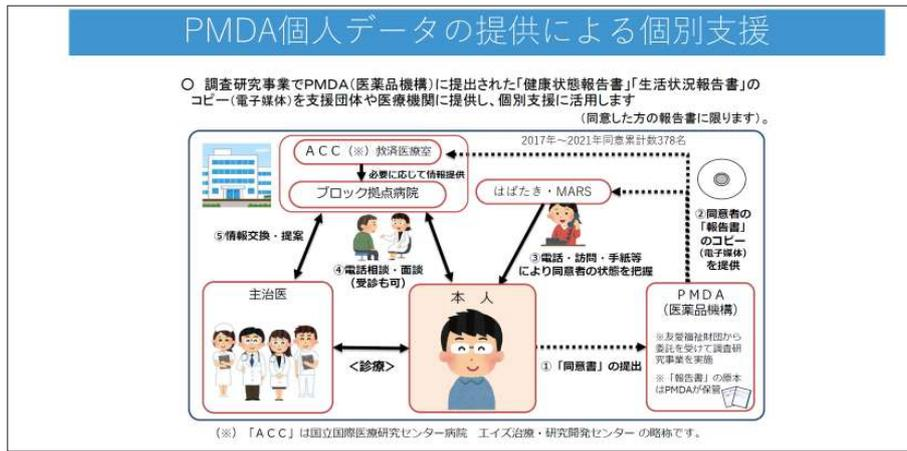 PMDA個人データの提供による個別支援
○ 調査研究事業でPMDA(医薬品機構)に提出された「健康状態報告書」「生活状況報告書」の
コピー(電子媒体)を支援団体や医療機関に提供し、個別支援に活用します
(同意した方の報告書に限ります)。
2017年~2021年同意累計数378名
ACC(※)救済医療室
必要に応じて情報提供
ブロック拠点病院
はばたき・MARS
②同意者の
「報告書」
のコピー
(電子媒体)
を提供
⑤情報交換・提案
④電話相談・面談
(受診も可)
③電話・訪問・手紙等
により同意者の状態を把握
主治医
本 人
PMDA
(医薬品機構)
※友愛福祉財団から
委託を受けて調査研
究事業を実施
※「報告書」の原本
はPMDAが保管
<診療>
①「同意書」の提出
(※)「ACC」は国立国際医療研究センター病院 エイズ治療・研究開発センター の略称です。